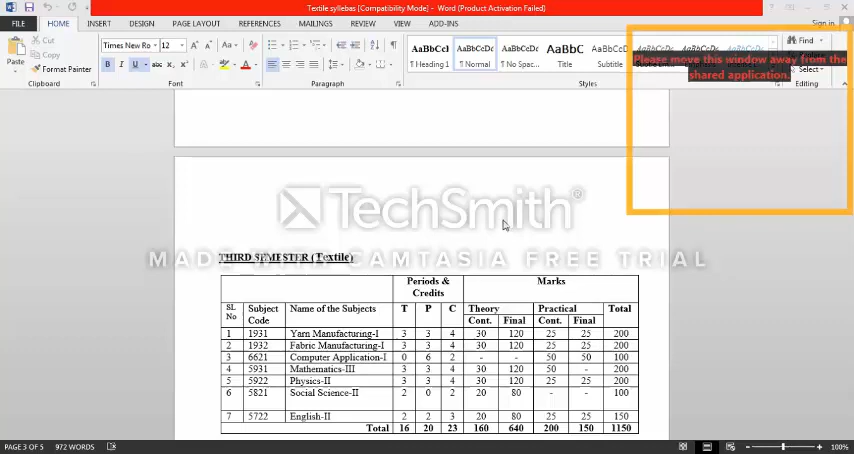 Textile syllebas [Compatibility Mode] - Word (Product Activation Failed)
Sign in
FILE HOME INSERT DESIGN PAGE LAYOUT REFERENCES MAILINGS REVIEW VIEW ADD-INS
Cut
Copy
Format Painter
Paste
Clipboard
Times New Ro 12
Font
Paragraph
AaBbCcI AaBbCcDc AaBbCcDc AaBbC AaBbCcD AaBbCcDc AaBbCcDc AaBbCcDc
¶ Heading 1 ¶ Normal ¶ No Spac... Title Subtitle
Styles
Find
Select
Editing
Please move this window away from the
shared application.
TechSmith®
MADE WITH CAMTASIA FREE TRIAL
THIRD SEMESTER (Textile)
Periods & Credits Marks
SL No Subject Code Name of the Subjects T P C Theory Practical Total
Cont. Final Cont. Final
1 1931 Yarn Manufacturing-I 3 3 4 30 120 25 25 200
2 1932 Fabric Manufacturing-I 3 3 4 30 120 25 25 200
3 6621 Computer Application-I 0 6 2 - - 50 50 100
4 5931 Mathematics-III 3 3 4 30 120 50 - 200
5 5922 Physics-II 3 3 4 30 120 25 25 200
6 5821 Social Science-II 2 0 2 20 80 - - 100
7 5722 English-II 2 2 3 20 80 25 25 150
Total 16 20 23 160 640 200 150 1150
PAGE 3 OF 5 972 WORDS
100%